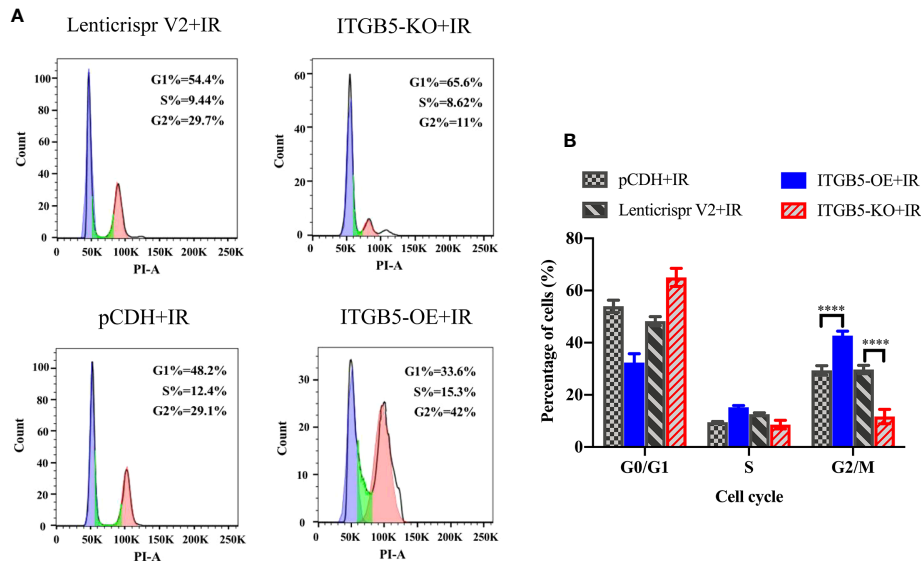 A
Lenticrispr V2+IR
G1%=54.4%
S%=9.44%
G2%=29.7%
Count
100
80
60
40
20
0
0 50K 100K 150K 200K 250K
PI-A
ITGB5-KO+IR
G1%=65.6%
S%=8.62%
G2%=11%
Count
60
40
20
0
0 50K 100K 150K 200K 250K
PI-A
pCDH+IR
G1%=48.2%
S%=12.4%
G2%=29.1%
Count
100
80
60
40
20
0
0 50K 100K 150K 200K 250K
PI-A
ITGB5-OE+IR
G1%=33.6%
S%=15.3%
G2%=42%
Count
30
20
10
0
0 50K 100K 150K 200K 250K
PI-A
B
pCDH+IR
ITGB5-OE+IR
Lenticrispr V2+IR
ITGB5-KO+IR
Percentage of cells (%)
80
60
40
20
0
****
****
G0/G1 S G2/M
Cell cycle